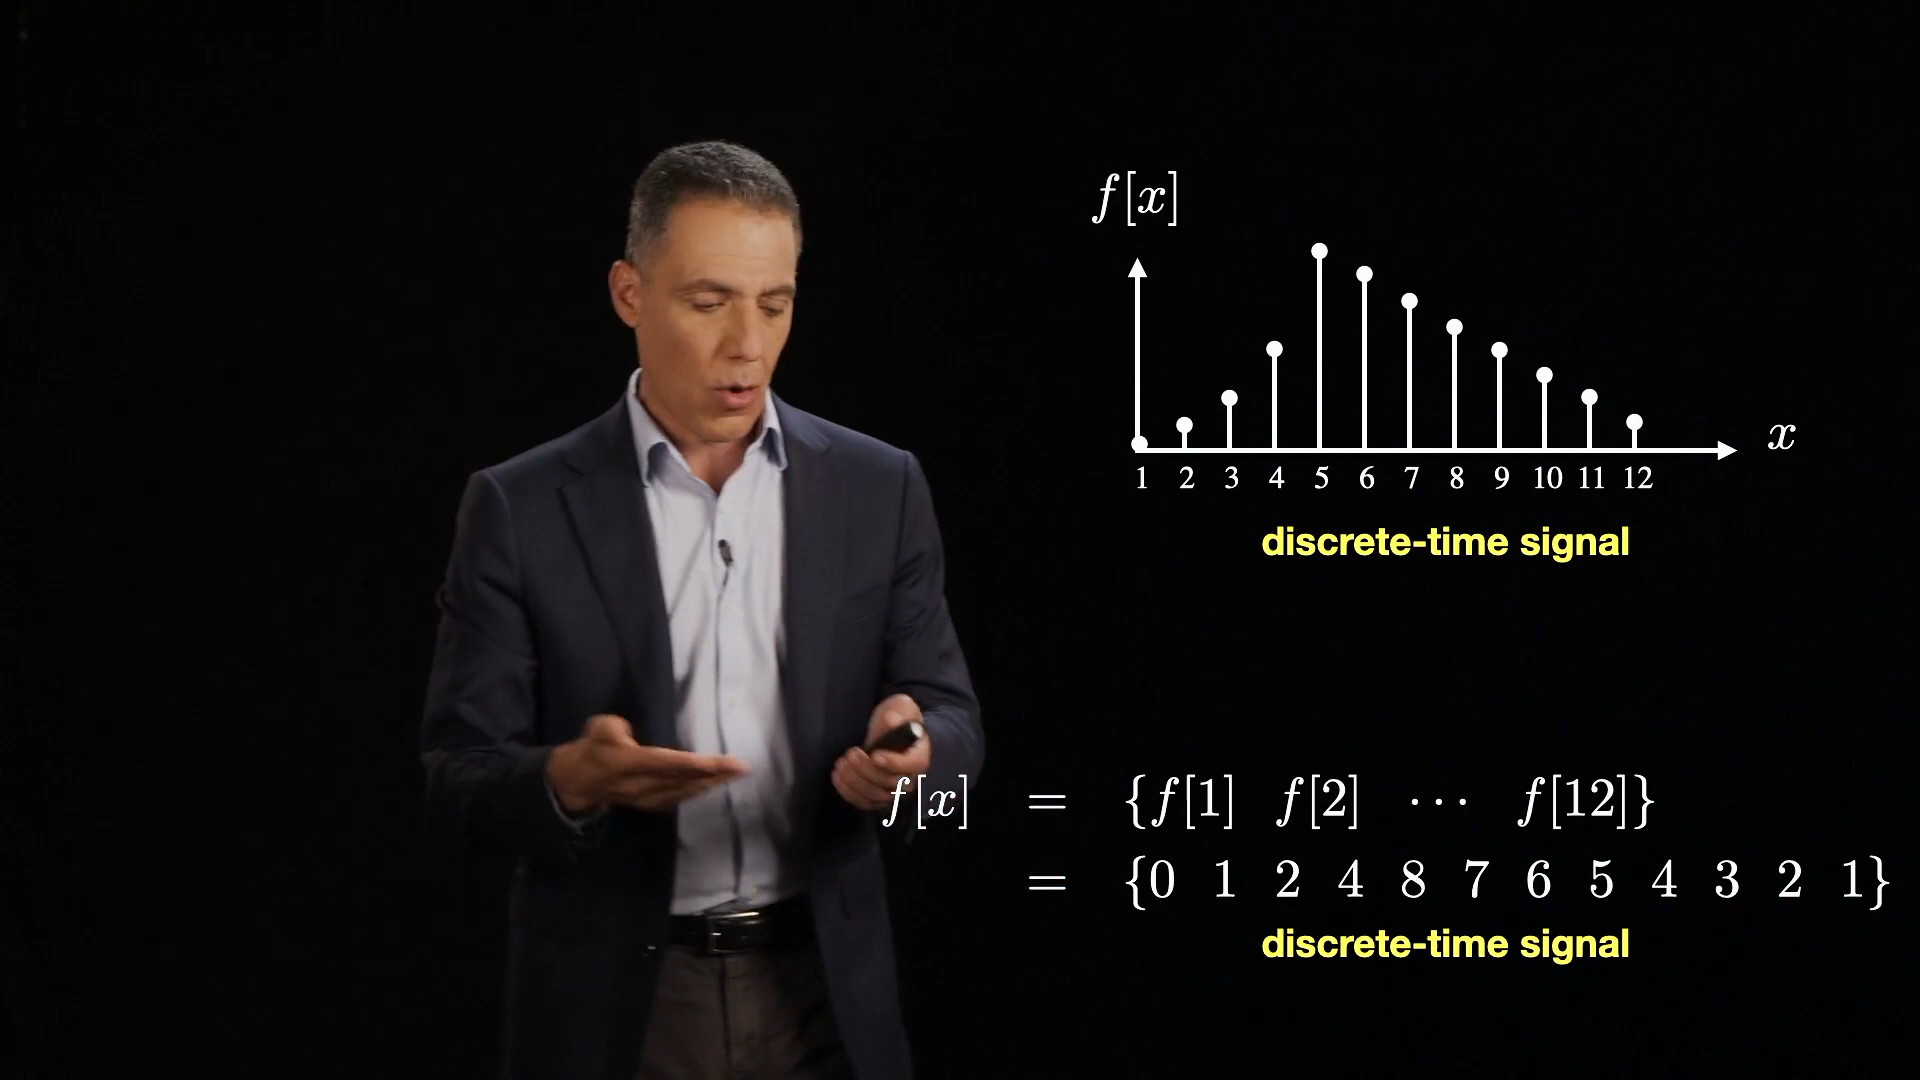 f[x]
x
1 2 3 4 5 6 7 8 9 10 11 12
discrete-time signal
f[x] = {f[1] f[2] ··· f[12]}
= {0 1 2 4 8 7 6 5 4 3 2 1}
discrete-time signal